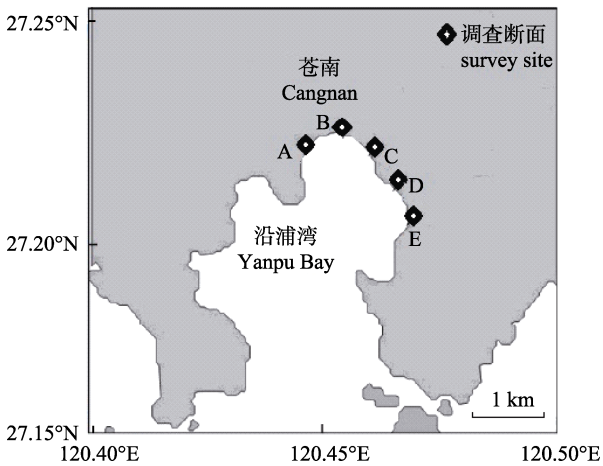 27.25°N
调查断面
survey site
苍南
Cangnan
B
A
C
D
E
27.20°N
沿浦湾
Yanpu Bay
1 km
27.15°N
120.40°E
120.45°E
120.50°E